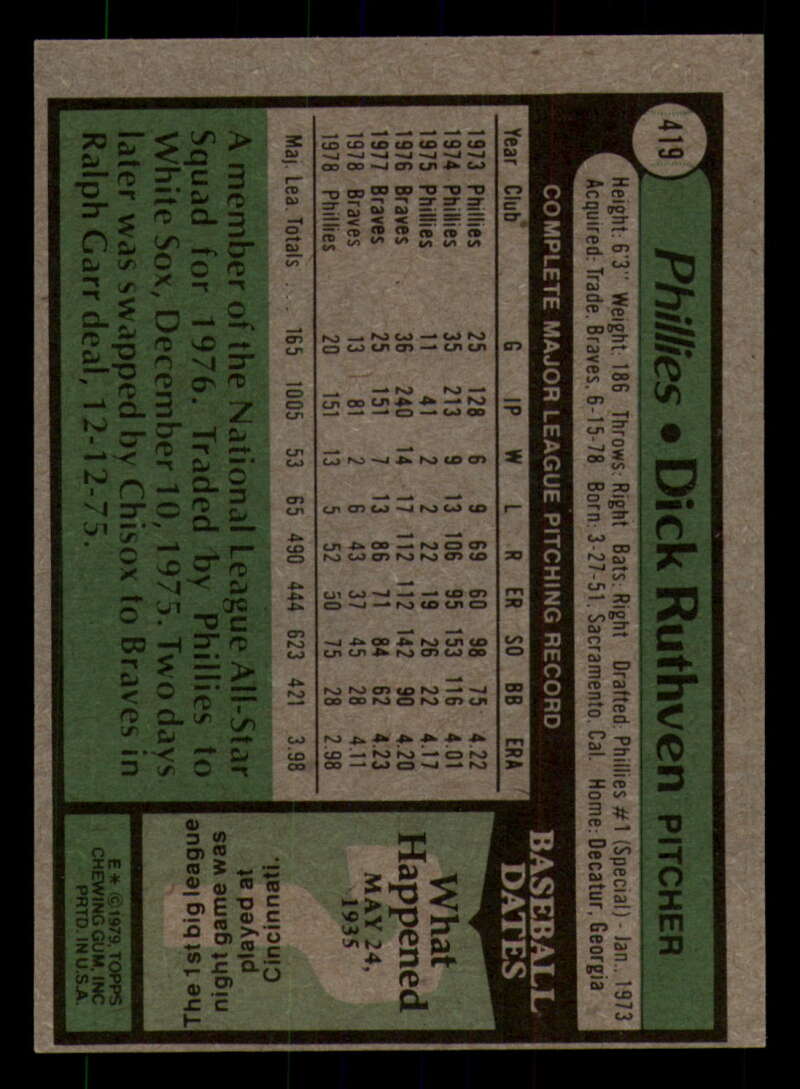 419
Phillies • Dick Ruthven PITCHER
Height: 6'3" Weight: 186 Throws: Right Bats: Right Drafted: Phillies #1 (Special) - Jan., 1973
Acquired: Trade, Braves, 6-15-78 Born: 3-27-51, Sacramento, Cal. Home: Decatur, Georgia
COMPLETE MAJOR LEAGUE PITCHING RECORD
Year Club G IP W L R ER SO BB ERA
1973 Phillies 25 128 6 9 69 60 98 75 4.22
1974 Phillies 35 213 9 13 106 95 153 116 4.01
1975 Phillies 11 41 2 2 22 19 26 22 4.17
1976 Braves 36 240 14 17 112 112 142 90 4.20
1977 Braves 25 151 7 13 86 71 84 62 4.23
1978 Braves 13 81 2 6 43 37 45 28 4.11
1978 Phillies 20 151 13 5 52 50 75 28 2.98
Maj. Lea. Totals 165 1005 53 65 490 444 623 421 3.98
A member of the National League All-Star
Squad for 1976. Traded by Phillies to
White Sox, December 10, 1975. Two days
later was swapped by Chisox to Braves in
Ralph Garr deal, 12-12-75.
BASEBALL
DATES
What
Happened
MAY 24,
1935
The 1st big league
night game was
played at
Cincinnati.
E* ©1979, TOPPS
CHEWING GUM, INC
PRTD. IN U.S.A.